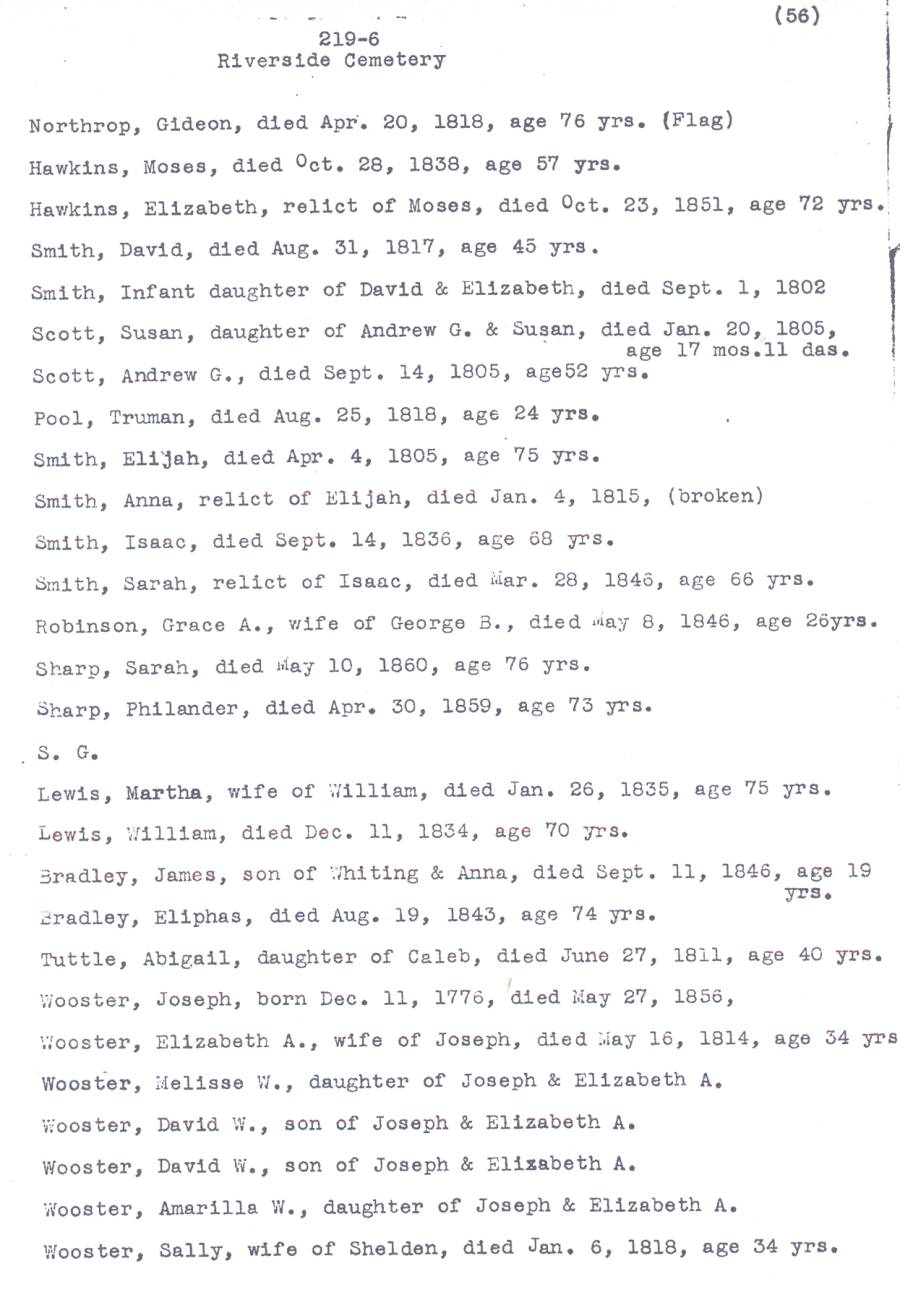 (56)
219-6
Riverside Cemetery
Northrop, Gideon, died Apr. 20, 1818, age 76 yrs. (Flag)
Hawkins, Moses, died Oct. 28, 1838, age 57 yrs.
Hawkins, Elizabeth, relict of Moses, died Oct. 23, 1851, age 72 yrs.
Smith, David, died Aug. 31, 1817, age 45 yrs.
Smith, Infant daughter of David & Elizabeth, died Sept. 1, 1802
Scott, Susan, daughter of Andrew G. & Susan, died Jan. 20, 1805,
age 17 mos.11 das.
Scott, Andrew G., died Sept. 14, 1805, age52 yrs.
Pool, Truman, died Aug. 25, 1818, age 24 yrs.
Smith, Elijah, died Apr. 4, 1805, age 75 yrs.
Smith, Anna, relict of Elijah, died Jan. 4, 1815, (broken)
Smith, Isaac, died Sept. 14, 1836, age 68 yrs.
Smith, Sarah, relict of Isaac, died Mar. 28, 1846, age 66 yrs.
Robinson, Grace A., wife of George B., died May 8, 1846, age 26yrs.
Sharp, Sarah, died May 10, 1860, age 76 yrs.
Sharp, Philander, died Apr. 30, 1859, age 73 yrs.
S. G.
Lewis, Martha, wife of William, died Jan. 26, 1835, age 75 yrs.
Lewis, William, died Dec. 11, 1834, age 70 yrs.
Bradley, James, son of Whiting & Anna, died Sept. 11, 1846, age 19
yrs.
Bradley, Eliphas, died Aug. 19, 1843, age 74 yrs.
Tuttle, Abigail, daughter of Caleb, died June 27, 1811, age 40 yrs.
Wooster, Joseph, born Dec. 11, 1776, died May 27, 1856,
Wooster, Elizabeth A., wife of Joseph, died May 16, 1814, age 34 yrs
Wooster, Melisse W., daughter of Joseph & Elizabeth A.
Wooster, David W., son of Joseph & Elizabeth A.
Wooster, David W., son of Joseph & Elizabeth A.
Wooster, Amarilla W., daughter of Joseph & Elizabeth A.
Wooster, Sally, wife of Shelden, died Jan. 6, 1818, age 34 yrs.